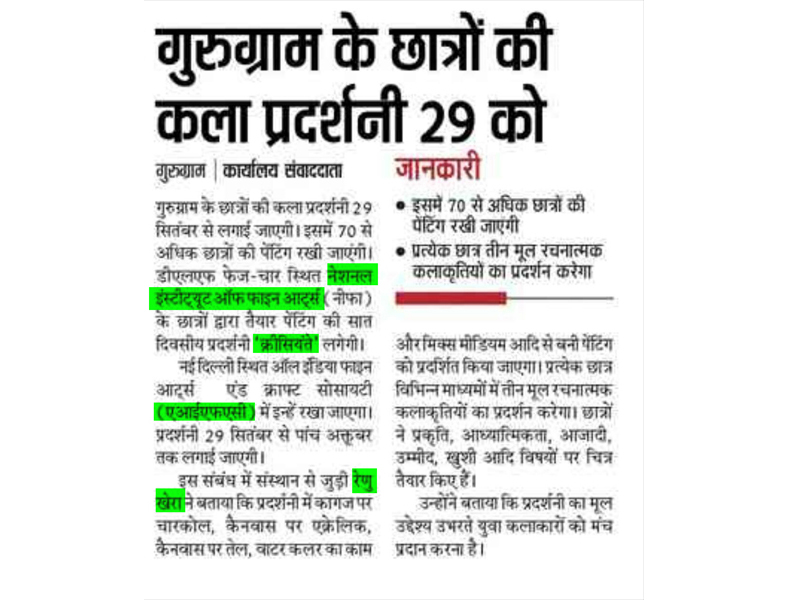 गुरुग्राम के छात्रों की
कला प्रदर्शनी 29 को
गुरुग्राम | कार्यालय संवाददाता
गुरुग्राम के छात्रों की कला प्रदर्शनी 29
सितंबर से लगाई जाएगी। इसमें 70 से
अधिक छात्रों की पेंटिंग रखी जाएंगी।
डीएलएफ फेज-चार स्थित नेशनल
इंस्टीट्यूट ऑफ फाइन आर्ट्स (नीफा)
के छात्रों द्वारा तैयार पेंटिंग की सात
दिवसीय प्रदर्शनी 'क्रीसियंते' लगेगी।
नई दिल्ली स्थित ऑल इंडिया फाइन
आर्ट्स एंड क्राफ्ट सोसायटी
(एआईएफएसी) में इन्हें रखा जाएगा।
प्रदर्शनी 29 सितंबर से पांच अक्तूबर
तक लगाई जाएगी।
इस संबंध में संस्थान से जुड़ी रेणु
खेरा ने बताया कि प्रदर्शनी में कागज पर
चारकोल, कैनवास पर एक्रेलिक,
कैनवास पर तेल, वाटर कलर का काम
जानकारी
● इसमें 70 से अधिक छात्रों की
पेंटिंग रखी जाएंगी
● प्रत्येक छात्र तीन मूल रचनात्मक
कलाकृतियों का प्रदर्शन करेगा
और मिक्स मीडियम आदि से बनी पेंटिंग
को प्रदर्शित किया जाएगा। प्रत्येक छात्र
विभिन्न माध्यमों में तीन मूल रचनात्मक
कलाकृतियों का प्रदर्शन करेगा। छात्रों
ने प्रकृति, आध्यात्मिकता, आजादी,
उम्मीद, खुशी आदि विषयों पर चित्र
तैयार किए हैं।
उन्होंने बताया कि प्रदर्शनी का मूल
उद्देश्य उभरते युवा कलाकारों को मंच
प्रदान करना है।